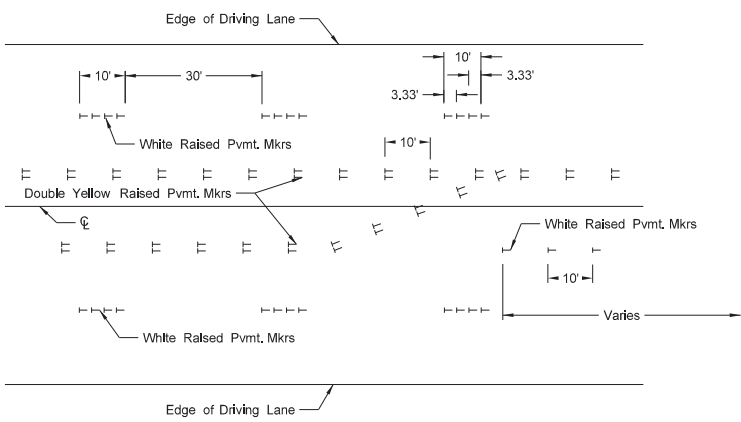 Edge of Driving Lane
10'
10'
30'
3.33'
3.33'
White Raised Pvmt. Mkrs
10'
Double Yellow Raised Pvmt. Mkrs
℄
White Raised Pvmt. Mkrs
10'
Varies
White Raised Pvmt. Mkrs
Edge of Driving Lane